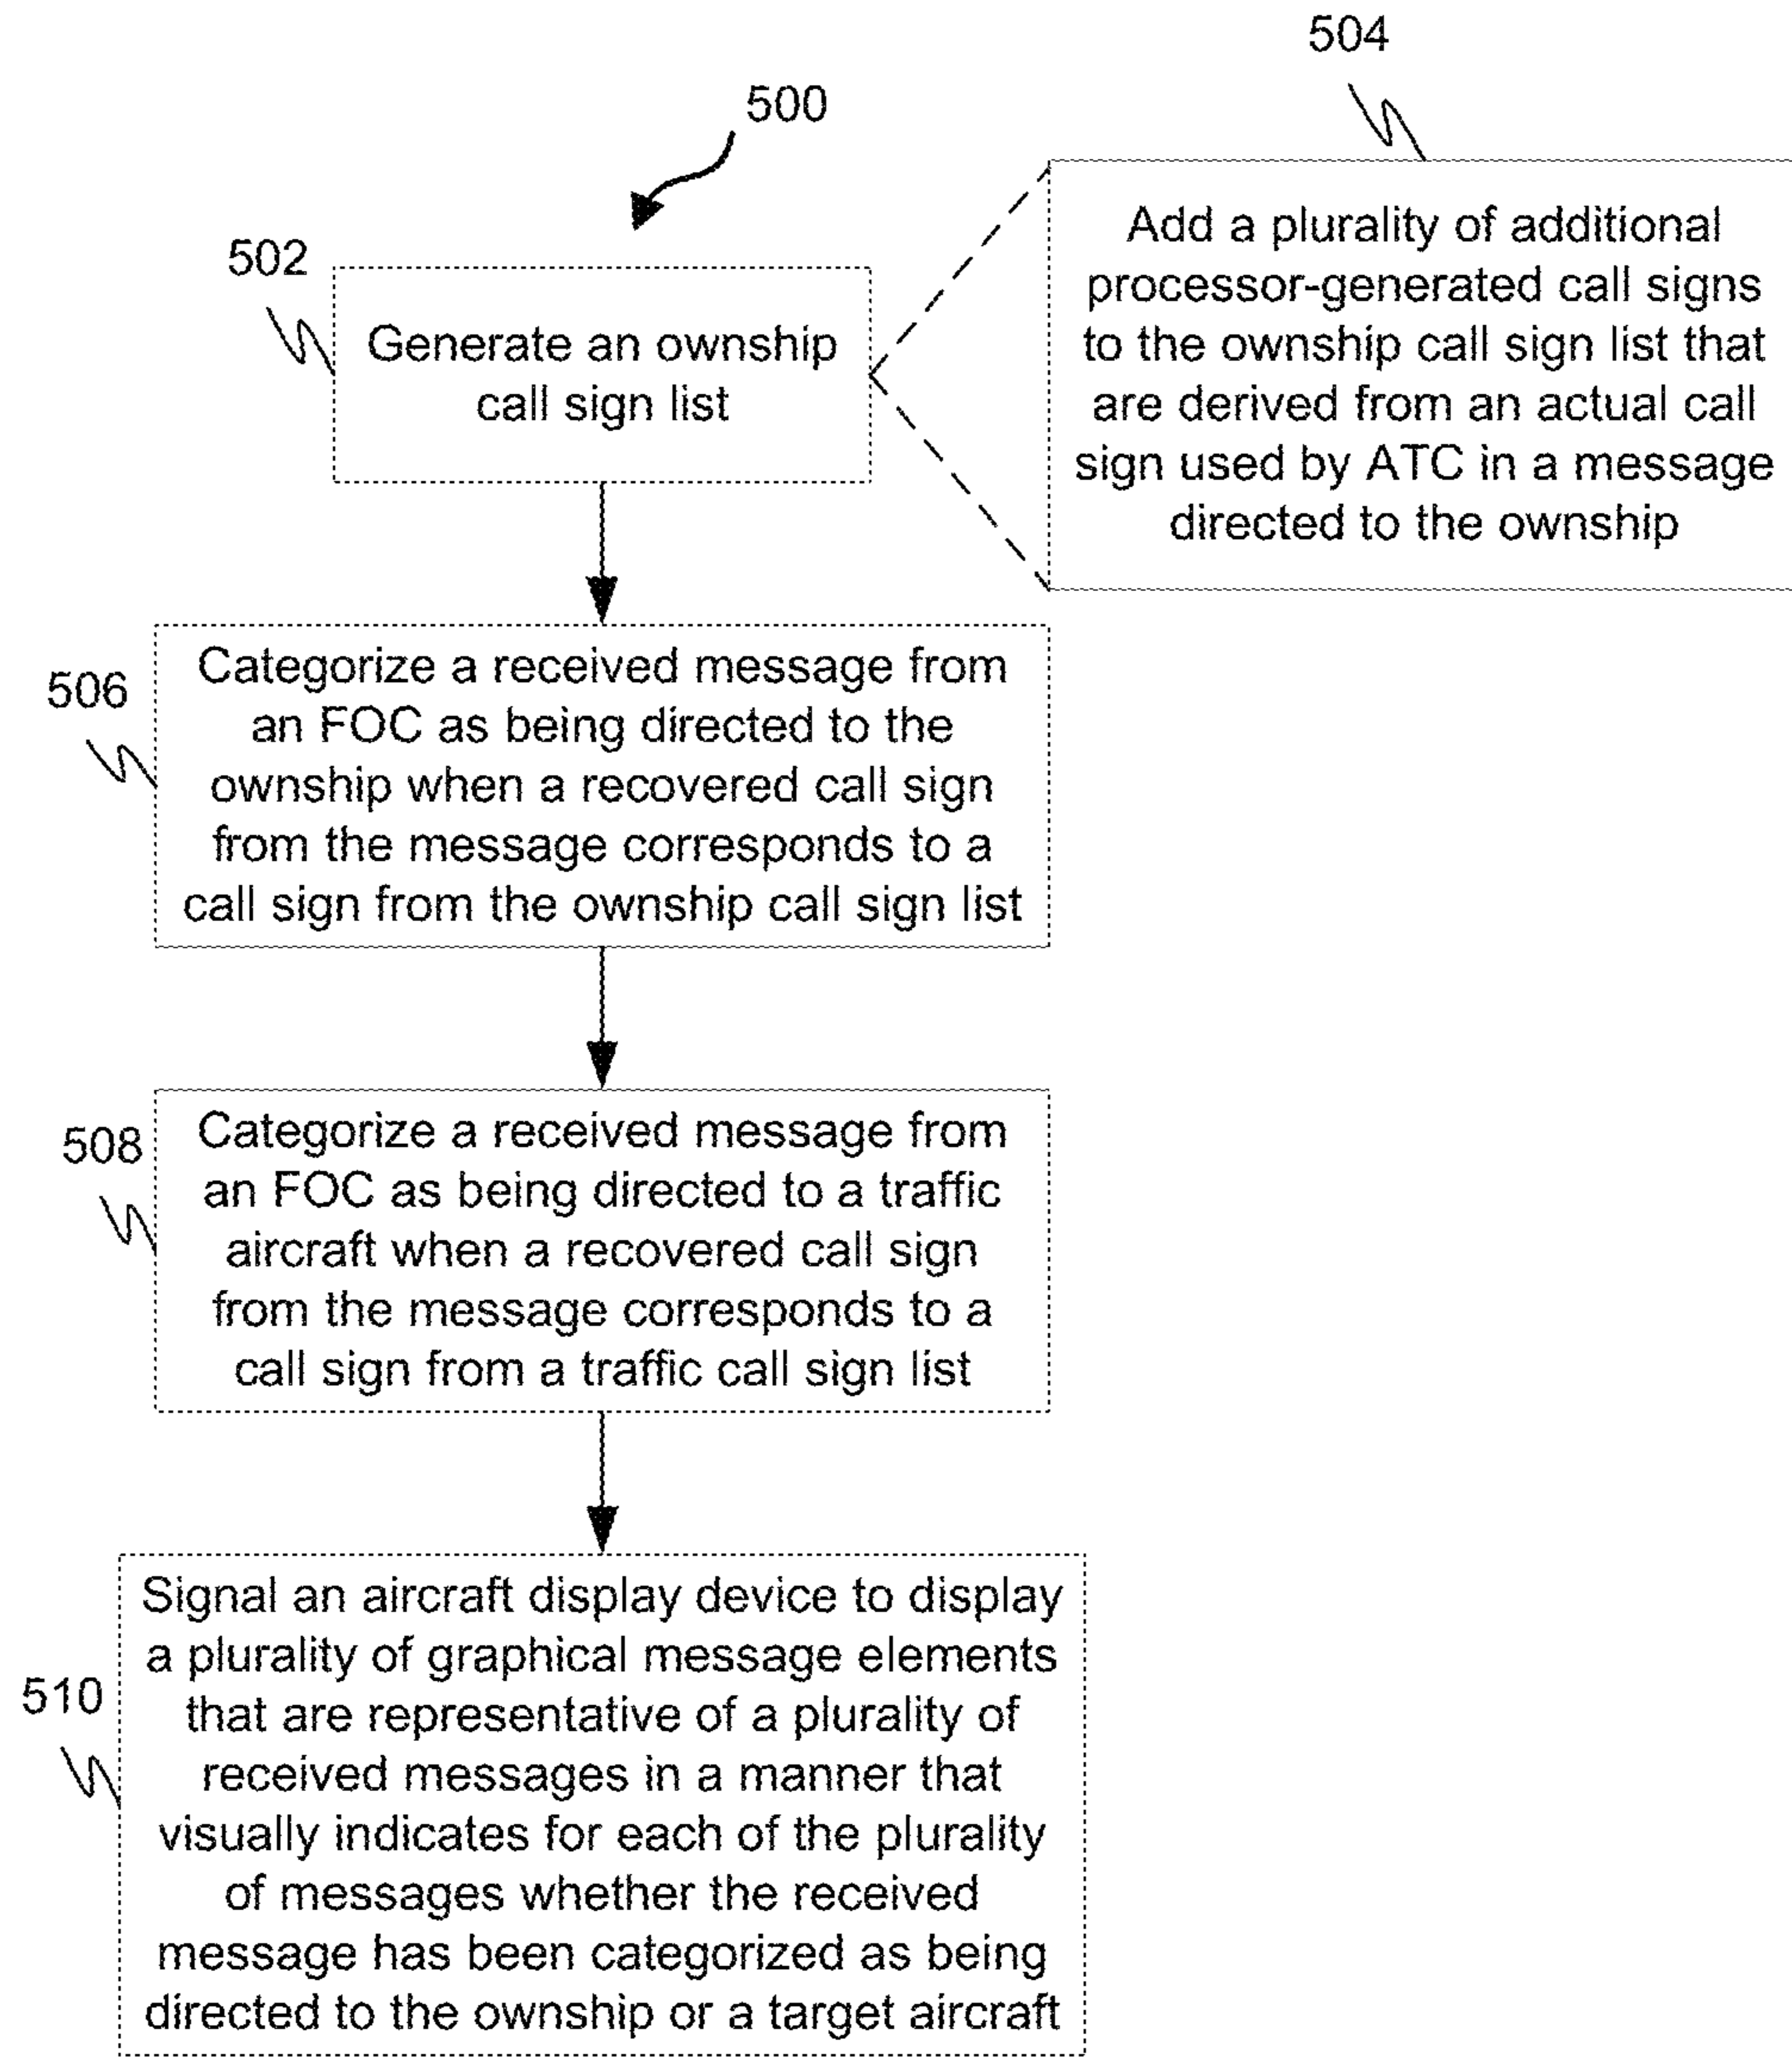 504
500
Add a plurality of additional
processor-generated call signs
to the ownship call sign list that
are derived from an actual call
sign used by ATC in a message
directed to the ownship
502
Generate an ownship
call sign list
506
Categorize a received message from
an FOC as being directed to the
ownship when a recovered call sign
from the message corresponds to a
call sign from the ownship call sign list
508
Categorize a received message from
an FOC as being directed to a traffic
aircraft when a recovered call sign
from the message corresponds to a
call sign from a traffic call sign list
510
Signal an aircraft display device to display
a plurality of graphical message elements
that are representative of a plurality of
received messages in a manner that
visually indicates for each of the plurality
of messages whether the received
message has been categorized as being
directed to the ownship or a target aircraft